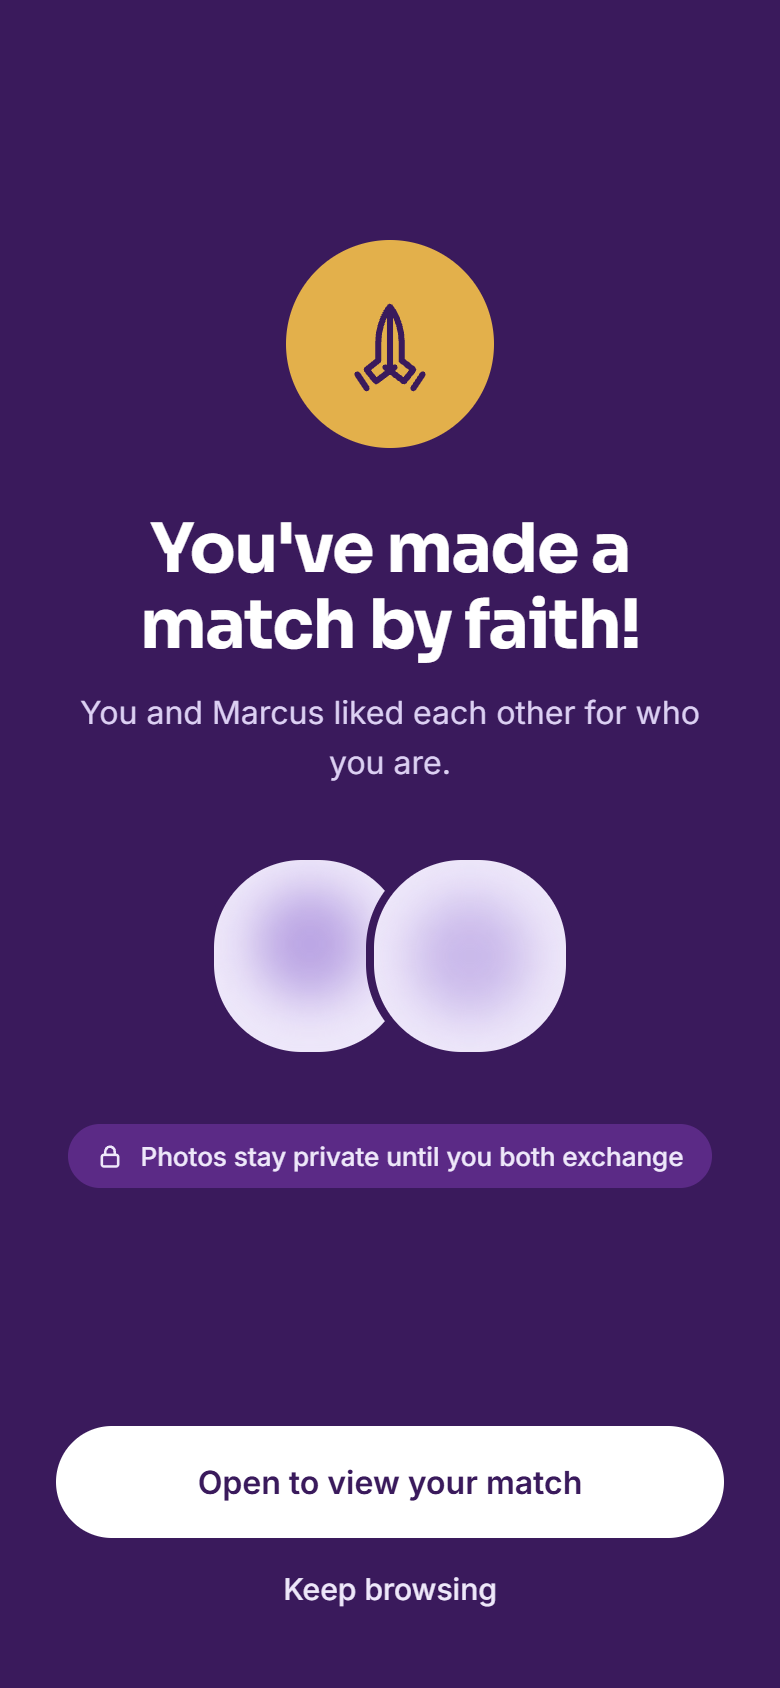 You've made a
match by faith!
You and Marcus liked each other for who
you are.
Photos stay private until you both exchange
Open to view your match
Keep browsing